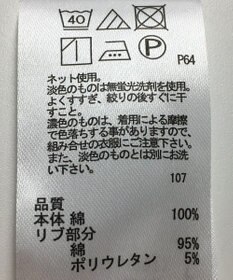 40
P
P64
ネット使用。
淡色のものは無蛍光洗剤を使用。
よくすすぎ、絞りの後すぐに干
すこと。
濃色のものは、着用による摩擦
で色落ちする事がありますので、
組み合せの衣服にご注意下さい。
また、淡色のものとは別にお洗
い下さい。
107
品質
本体 綿 100%
リブ部分
綿 95%
ポリウレタン 5%